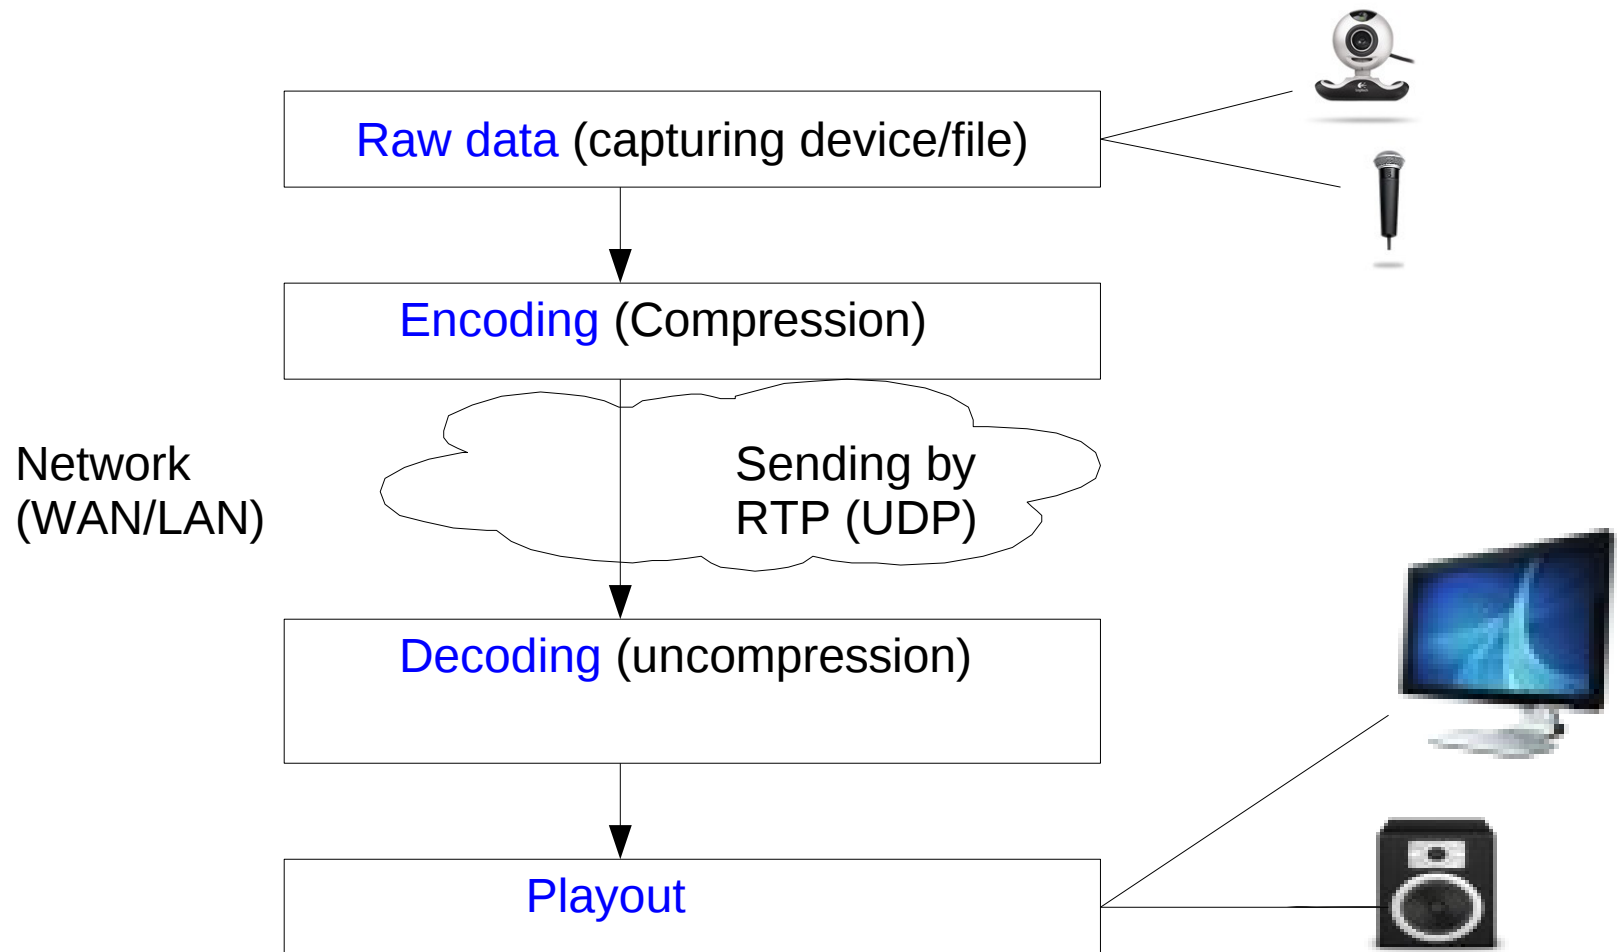 Raw data (capturing device/file)
Encoding (Compression)
Network
(WAN/LAN)
Sending by
RTP (UDP)
Decoding (uncompression)
Playout